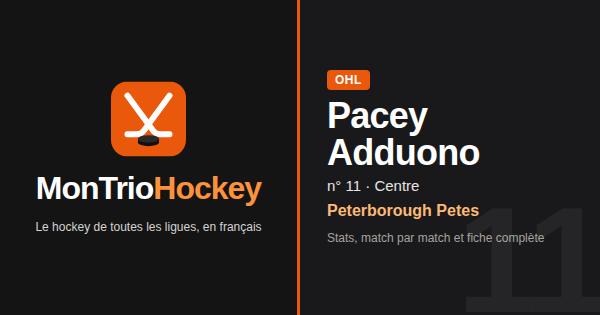 MonTrioHockey
Le hockey de toutes les ligues, en français
OHL
Pacey
Adduono
n° 11 · Centre
Peterborough Petes
Stats, match par match et fiche complète
11